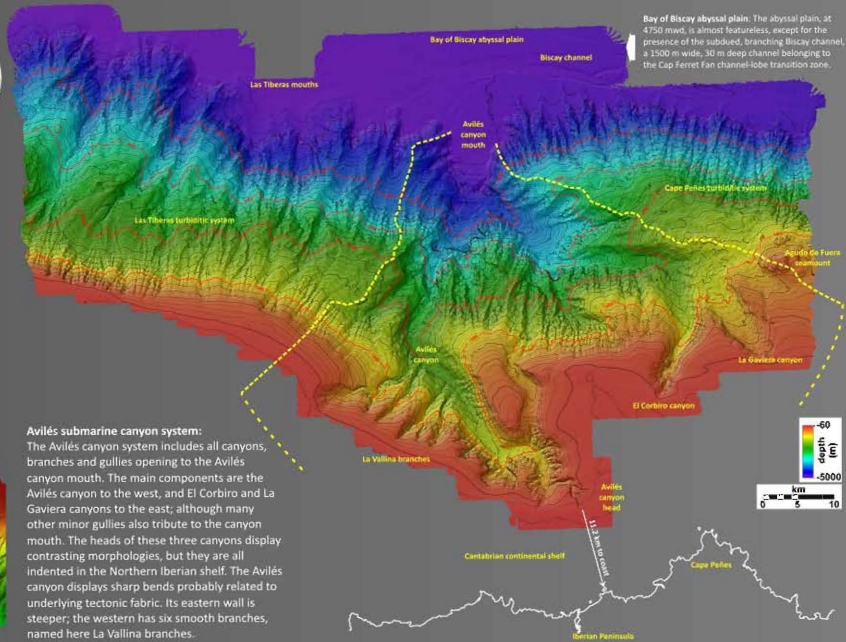 Bay of Biscay abyssal plain: The abyssal plain, at
4750 mwd, is almost featureless, except for the
presence of the subdued, branching Biscay channel,
a 1500 m wide, 30 m deep channel belonging to
the Cap Ferret Fan channel-lobe transition zone.
Bay of Biscay abyssal plain
Biscay channel
Las Tiberas mouths
Avilés
canyon
mouth
Cape Peñes turbiditic system
Las Tiberas turbiditic system
Agudo de Fuera
seamount
Avilés
canyon
La Gaviera canyon
El Corbiro canyon
La Vallina branches
Avilés
canyon
head
-60
depth
(m)
-5000
km
0 5 10
Avilés submarine canyon system:
The Avilés canyon system includes all canyons,
branches and gullies opening to the Avilés
canyon mouth. The main components are the
Avilés canyon to the west, and El Corbiro and La
Gaviera canyons to the east; although many
other minor gullies also tribute to the canyon
mouth. The heads of these three canyons display
contrasting morphologies, but they are all
indented in the Northern Iberian shelf. The Avilés
canyon displays sharp bends probably related to
underlying tectonic fabric. Its eastern wall is
steeper; the western has six smooth branches,
named here La Vallina branches.
11.2 km to coast
Cantabrian continental shelf
Cape Peñes
Iberian Peninsula